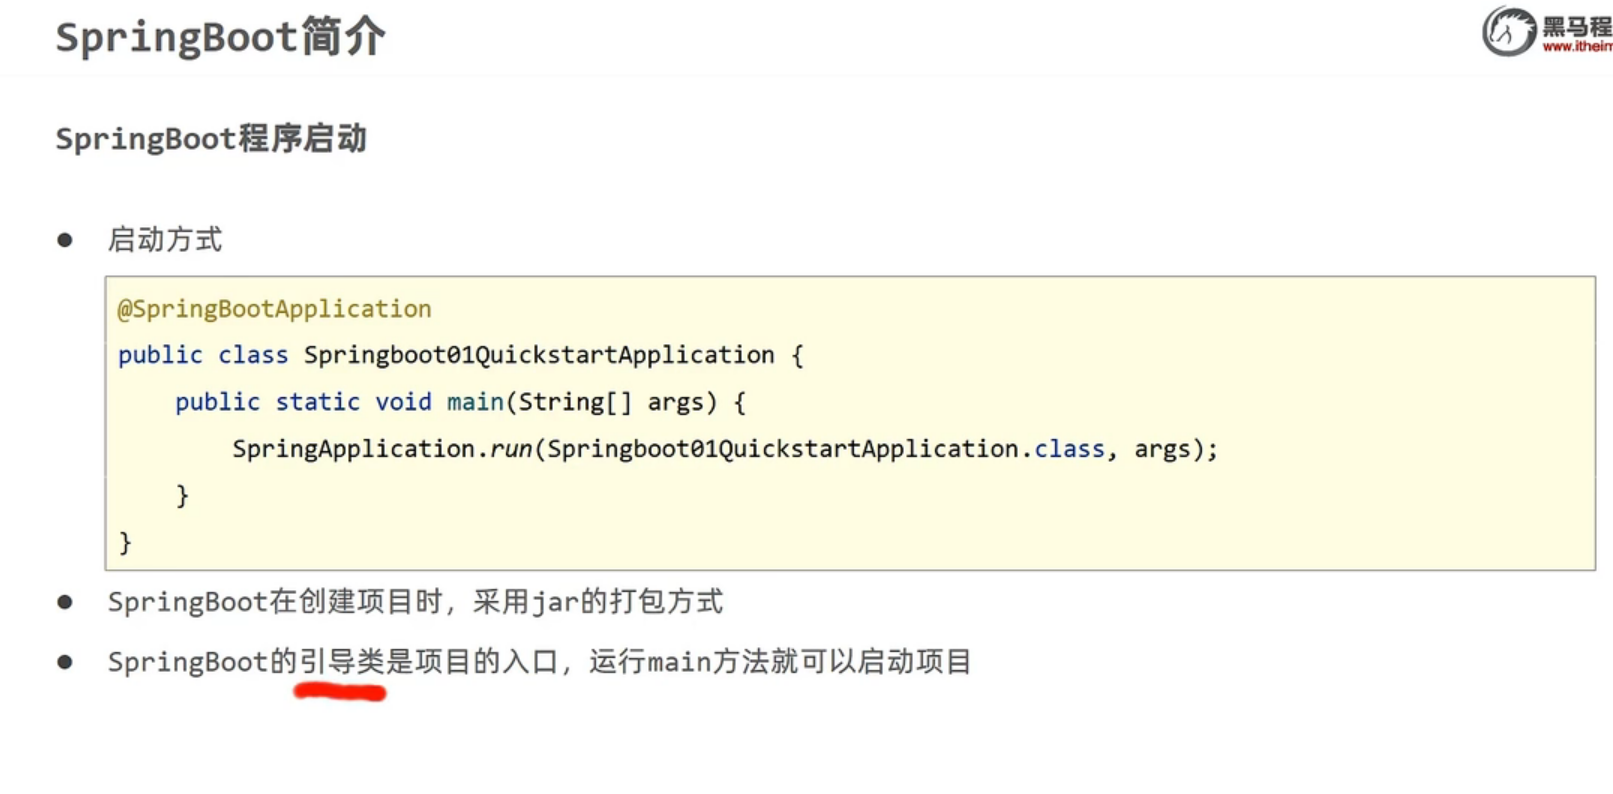 SpringBoot简介
黑马程
www.itheim
SpringBoot程序启动
● 启动方式
@SpringBootApplication
public class Springboot01QuickstartApplication {
    public static void main(String[] args) {
        SpringApplication.run(Springboot01QuickstartApplication.class, args);
    }
}
● SpringBoot在创建项目时，采用jar的打包方式
● SpringBoot的引导类是项目的入口，运行main方法就可以启动项目